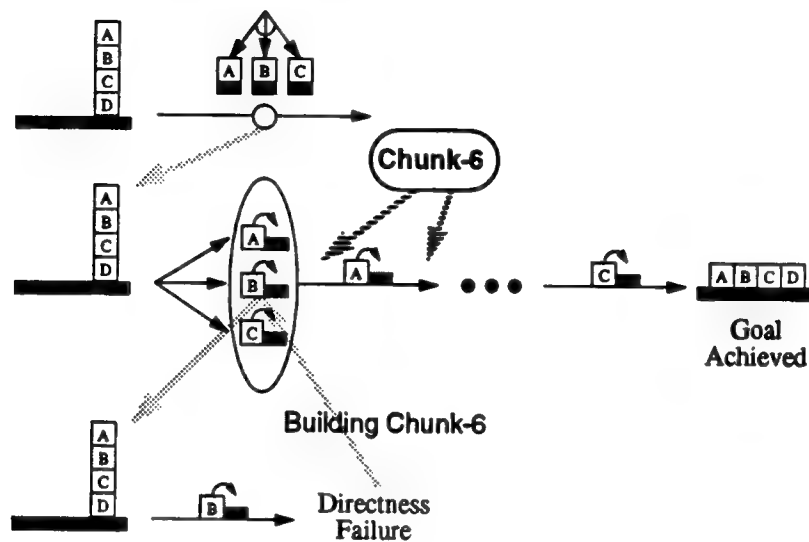 A
B
C
D
A B C
Chunk-6
A
B
C
D
A
B
C
A
C
A B C D
Goal
Achieved
Building Chunk-6
A
B
C
D
B
Directness
Failure